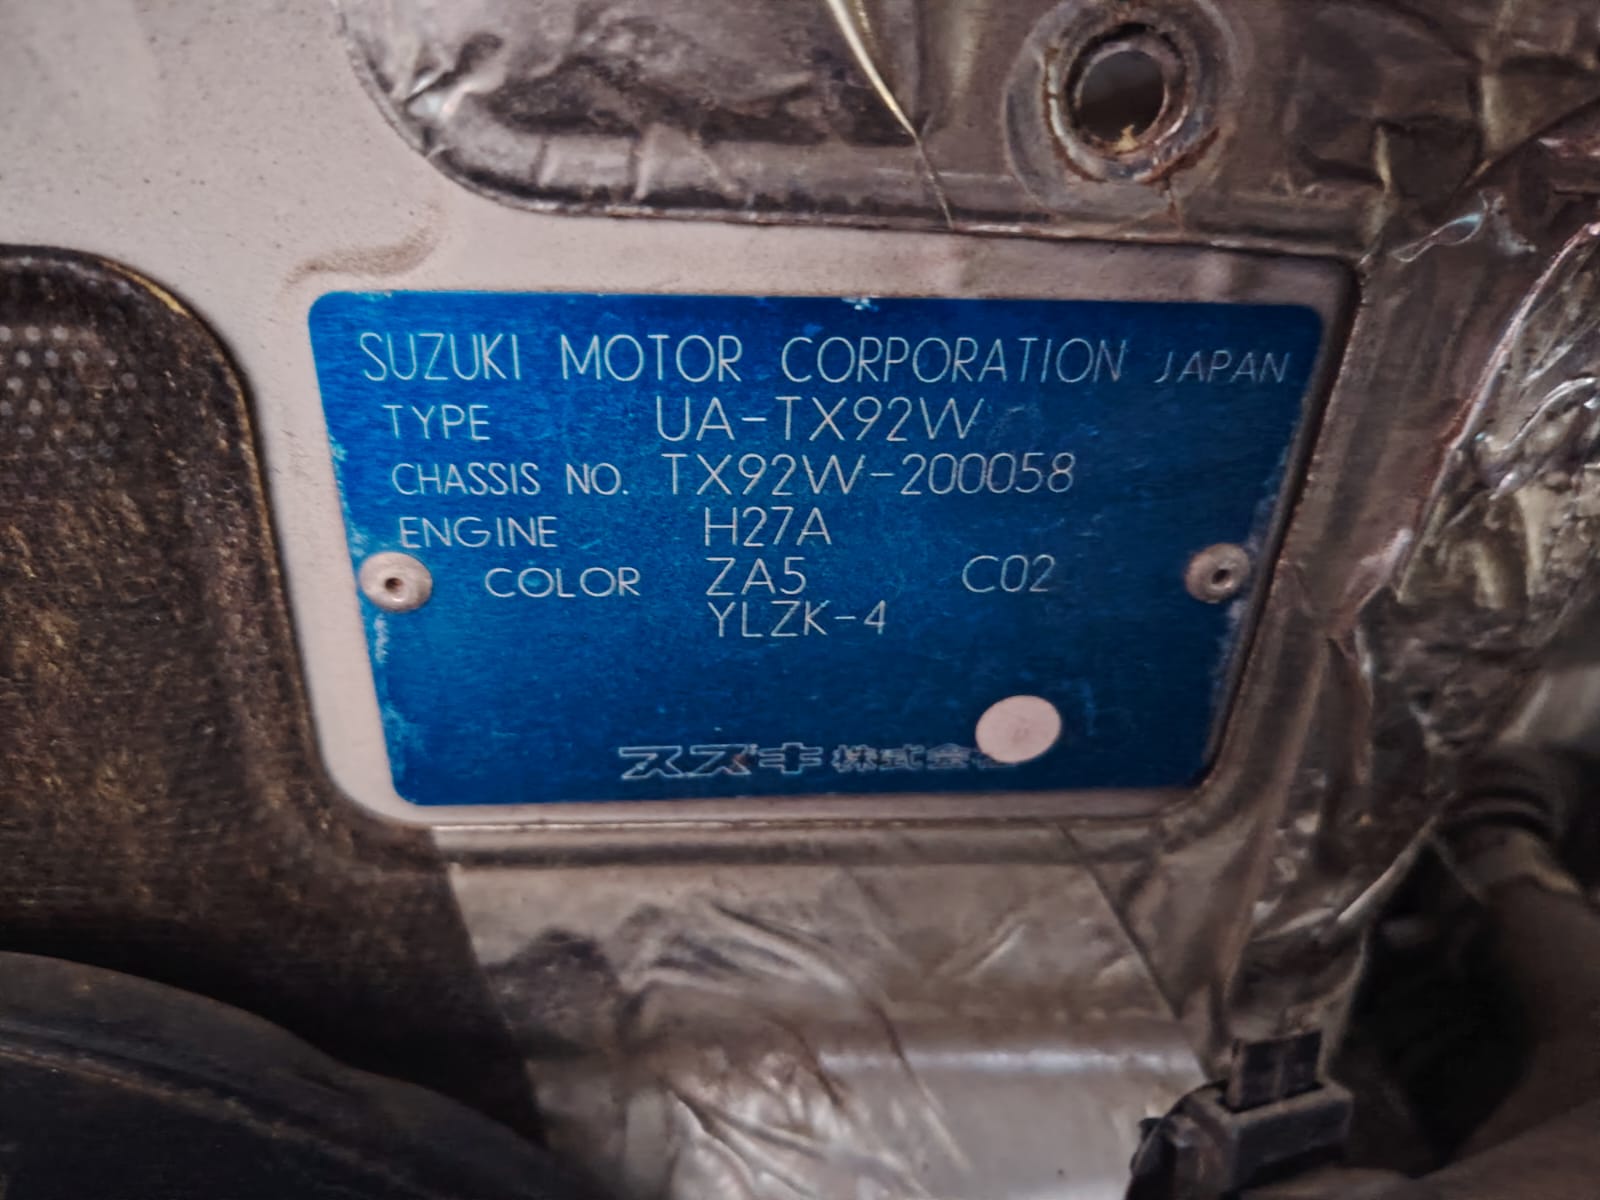 SUZUKI MOTOR CORPORATION JAPAN
TYPE UA-TX92W
CHASSIS NO. TX92W-200058
ENGINE H27A
COLOR ZA5 C02
YLZK-4
スズキ株式会